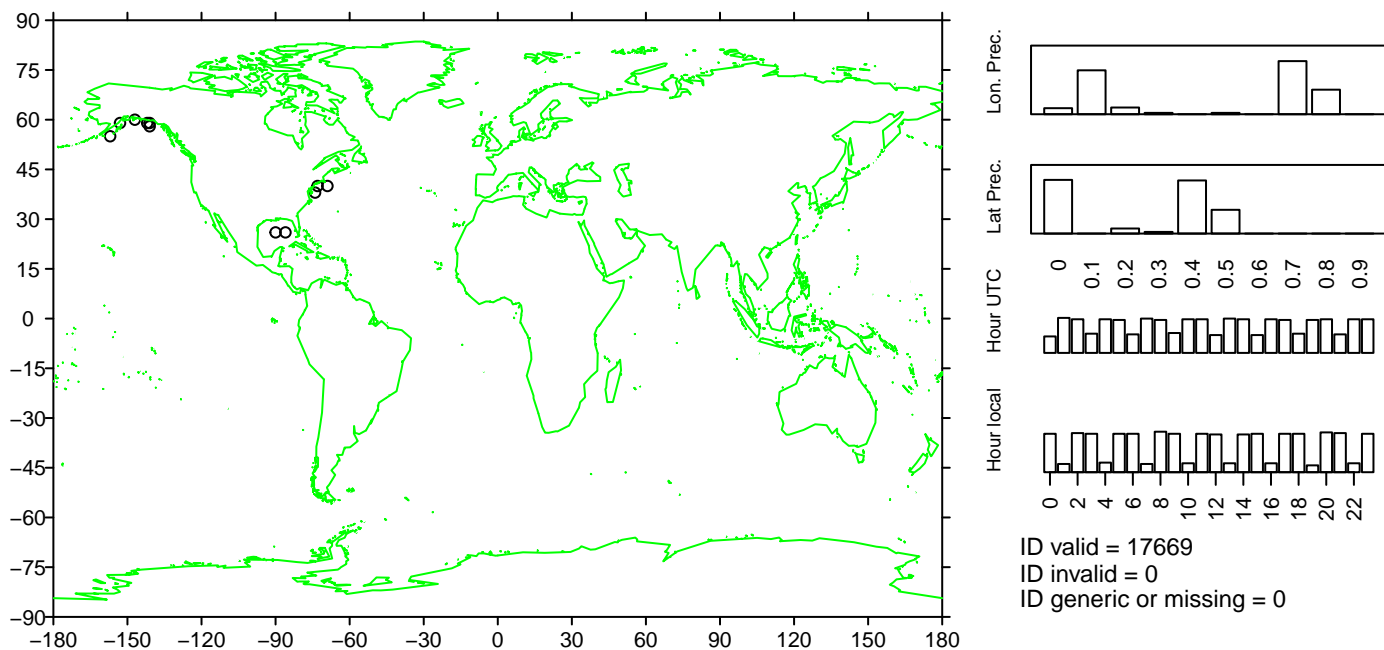 90
75
60
45
30
15
0
−15
−30
−45
−60
−75
−90
−180 −150 −120 −90 −60 −30 0 30 60 90 120 150 180
Lon. Prec.
Lat Prec.
0 0.1 0.2 0.3 0.4 0.5 0.6 0.7 0.8 0.9
Hour UTC
Hour local
0 2 4 6 8 10 12 14 16 18 20 22
ID valid = 17669
ID invalid = 0
ID generic or missing = 0